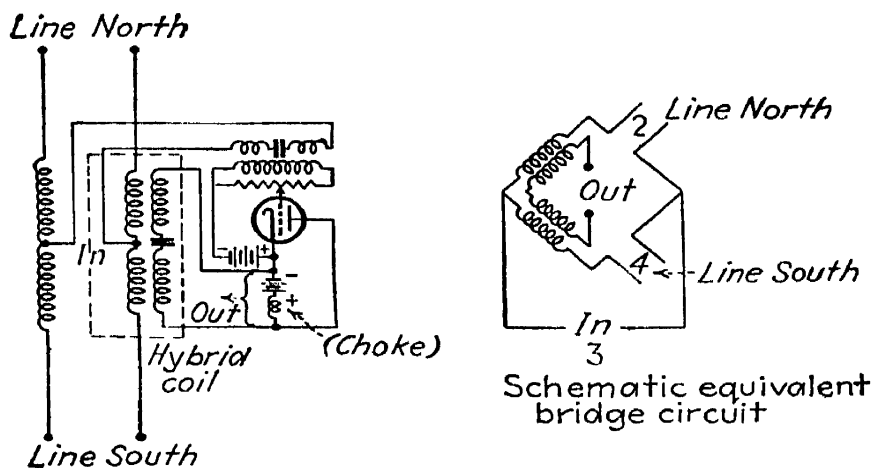 Line North
In
Out
(Choke)
Hybrid
coil
Line South
2
Line North
Out
4
Line South
In
3
Schematic equivalent
bridge circuit